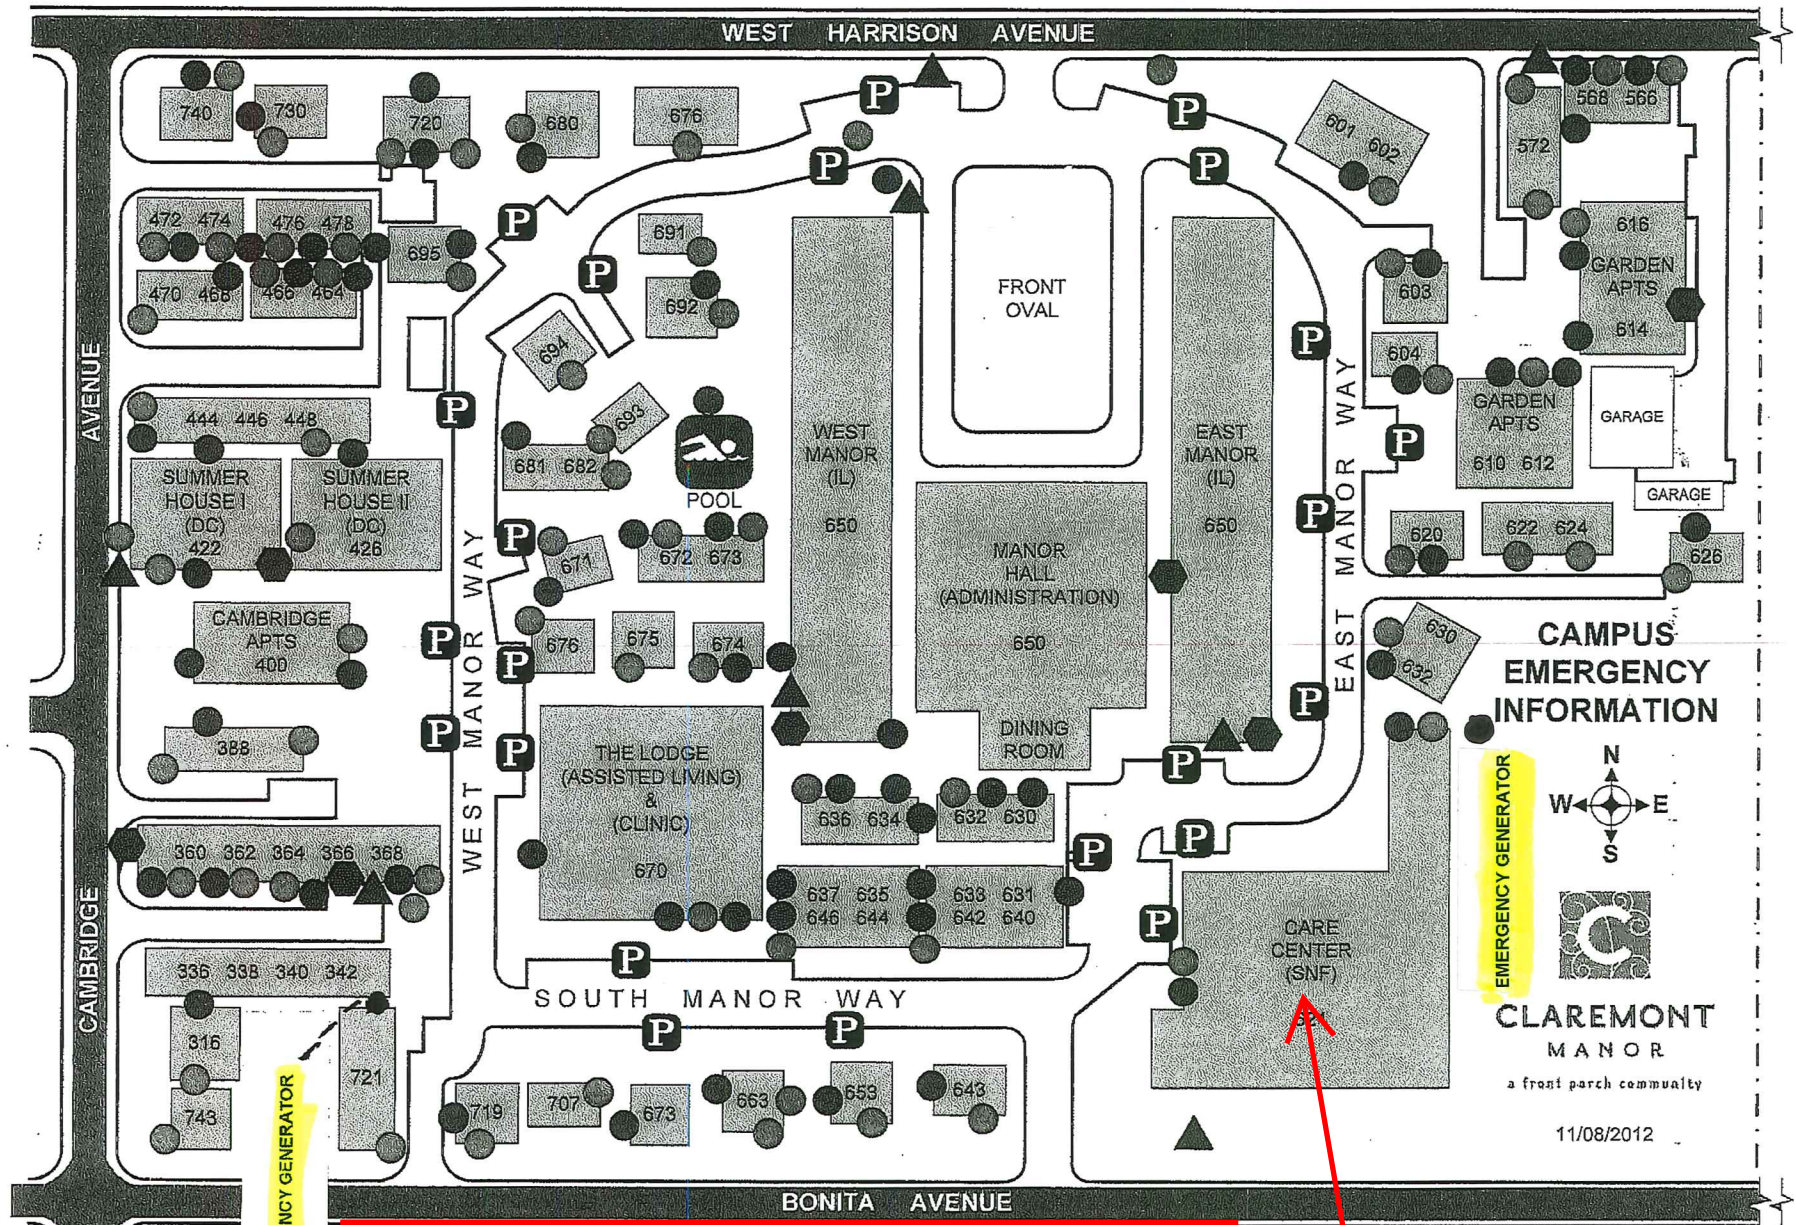 WEST HARRISON AVENUE
740
730
720
680
676
P
P
601 602
568 566
572
P
P
472 474
476 478
695
P
691
P
692
470 468
466 464
FRONT
OVAL
603
616
GARDEN
APTS
614
P
694
604
AVENUE
P
444 446 448
693
681 682
POOL
WEST
MANOR
(IL)
650
EAST
MANOR
(IL)
650
P
GARDEN
APTS
610 612
GARAGE
GARAGE
SUMMER
HOUSE I
(DC)
422
SUMMER
HOUSE II
(DC)
426
P
671
672 673
MANOR
HALL
(ADMINISTRATION)
650
P
EAST MANOR WAY
620
622 624
626
WEST MANOR WAY
CAMBRIDGE
APTS
400
P
P
676
675
674
630
632
CAMPUS
EMERGENCY
INFORMATION
388
P
P
THE LODGE
(ASSISTED LIVING)
&
(CLINIC)
670
DINING
ROOM
P
P
N
W E
S
EMERGENCY GENERATOR
636 634
632 630
P
P
360 362 364 366 368
637 635
646 644
633 631
642 640
P
CARE
CENTER
(SNF)
CAMBRIDGE
336 338 340 342
P
SOUTH MANOR WAY
P
P
316
721
743
NCY GENERATOR
719
707
673
663
653
643
CLAREMONT
MANOR
a front porch community
11/08/2012
BONITA AVENUE